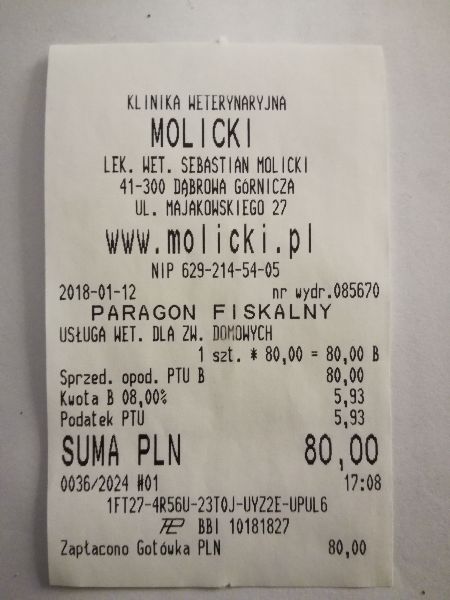 KLINIKA WETERYNARYJNA
MOLICKI
LEK. WET. SEBASTIAN MOLICKI
41-300 DĄBROWA GÓRNICZA
UL. MAJAKOWSKIEGO 27
www.molicki.pl
NIP 629-214-54-05
2018-01-12 nr wydr.085670
PARAGON FISKALNY
USŁUGA WET. DLA ZW. DOMOWYCH
1 szt. * 80,00 = 80,00 B
Sprzed. opod. PTU B 80,00
Kwota B 08,00% 5,93
Podatek PTU 5,93
SUMA PLN 80,00
0036/2024 #01 17:08
1FT27-4R56U-23T0J-UYZ2E-UPUL6
BBI 10181827
Zapłacono Gotówka PLN 80,00